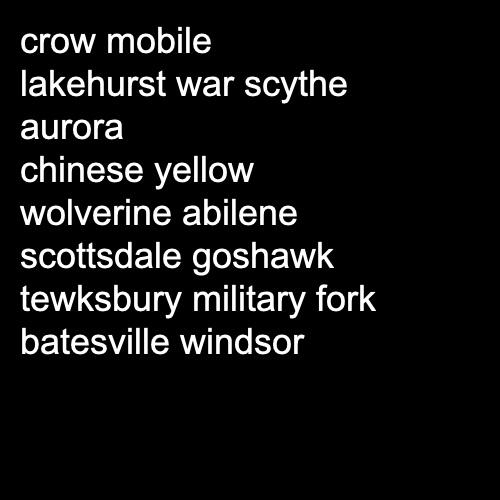 crow mobile
lakehurst war scythe
aurora
chinese yellow
wolverine abilene
scottsdale goshawk
tewksbury military fork
batesville windsor